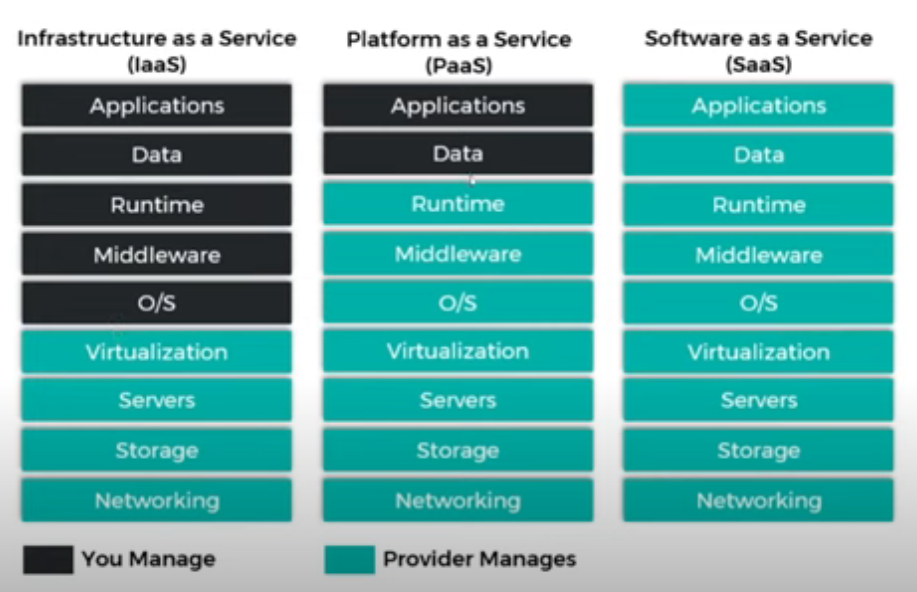 Infrastructure as a Service
(IaaS)
Applications
Data
Runtime
Middleware
O/S
Virtualization
Servers
Storage
Networking
Platform as a Service
(PaaS)
Applications
Data
Runtime
Middleware
O/S
Virtualization
Servers
Storage
Networking
Software as a Service
(SaaS)
Applications
Data
Runtime
Middleware
O/S
Virtualization
Servers
Storage
Networking
You Manage
Provider Manages